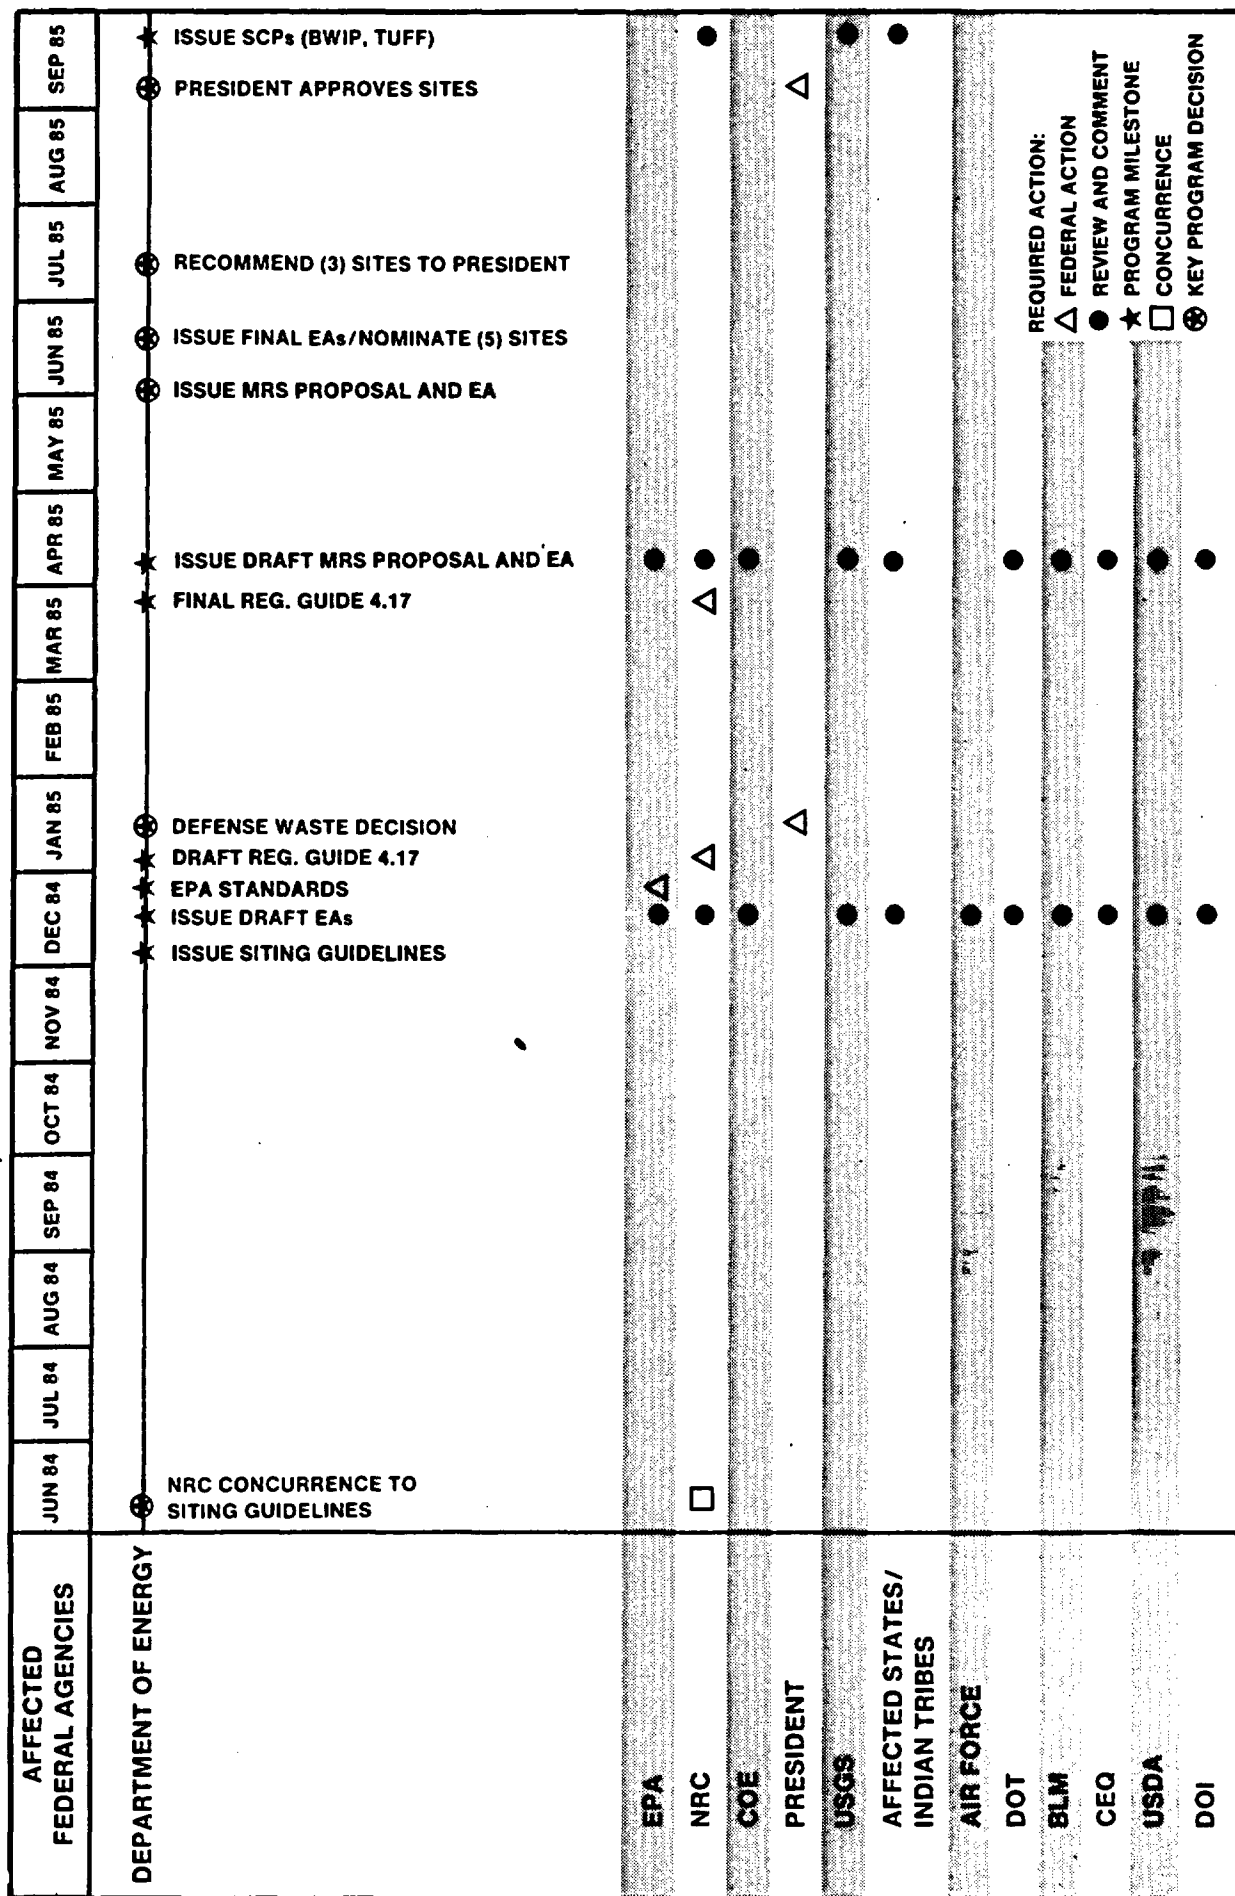 AFFECTED
FEDERAL AGENCIES
JUN 84
JUL 84
AUG 84
SEP 84
OCT 84
NOV 84
DEC 84
JAN 85
FEB 85
MAR 85
APR 85
MAY 85
JUN 85
JUL 85
AUG 85
SEP 85
DEPARTMENT OF ENERGY
NRC CONCURRENCE TO
SITING GUIDELINES
ISSUE SITING GUIDELINES
ISSUE DRAFT EAs
EPA STANDARDS
DRAFT REG. GUIDE 4.17
DEFENSE WASTE DECISION
FINAL REG. GUIDE 4.17
ISSUE DRAFT MRS PROPOSAL AND EA
ISSUE MRS PROPOSAL AND EA
ISSUE FINAL EAs/NOMINATE (5) SITES
RECOMMEND (3) SITES TO PRESIDENT
PRESIDENT APPROVES SITES
ISSUE SCPs (BWIP, TUFF)
EPA
NRC
COE
PRESIDENT
USGS
AFFECTED STATES/
INDIAN TRIBES
AIR FORCE
DOT
BLM
CEQ
USDA
DOI
REQUIRED ACTION:
△ FEDERAL ACTION
● REVIEW AND COMMENT
★ PROGRAM MILESTONE
□ CONCURRENCE
⊛ KEY PROGRAM DECISION